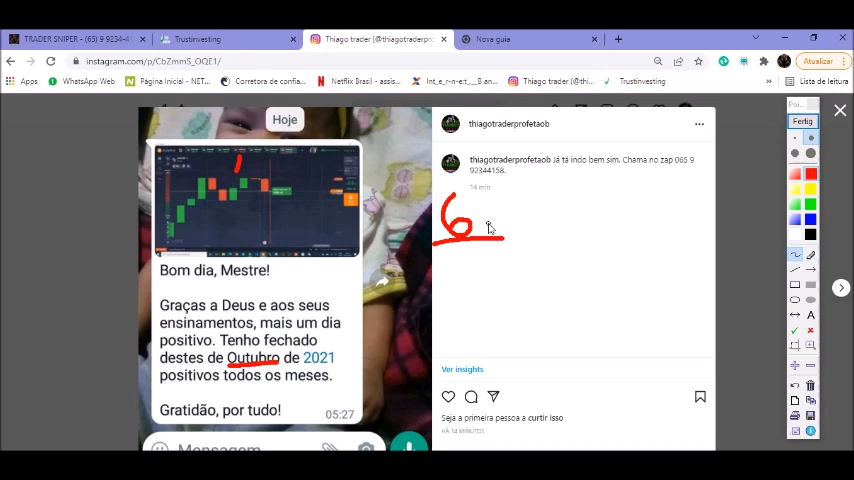 TRADER SNIPER - (65) 9 9234-41
Trustinvesting
Thiago trader (@thiagotraderpro
Nova guia
instagram.com/p/CbZmmS_OQE1/
Atualizar
Apps
WhatsApp Web
Página Inicial - NET...
Corretora de confia...
Netflix Brasil - assis...
Int_e_r-n-e-t_._B an...
Thiago trader (@thi...
Trustinvesting
Lista de leitura
Hoje
thiagotraderprofetaob
thiagotraderprofetaob Já tá indo bem sim. Chama no zap 065 9
92344158.
14 min
6
Bom dia, Mestre!
Graças a Deus e aos seus
ensinamentos, mais um dia
positivo. Tenho fechado
destes de Outubro de 2021
positivos todos os meses.
Gratidão, por tudo!
05:27
Mensagem
Ver insights
Seja a primeira pessoa a curtir isso
HÁ 14 MINUTOS
Fertig
A